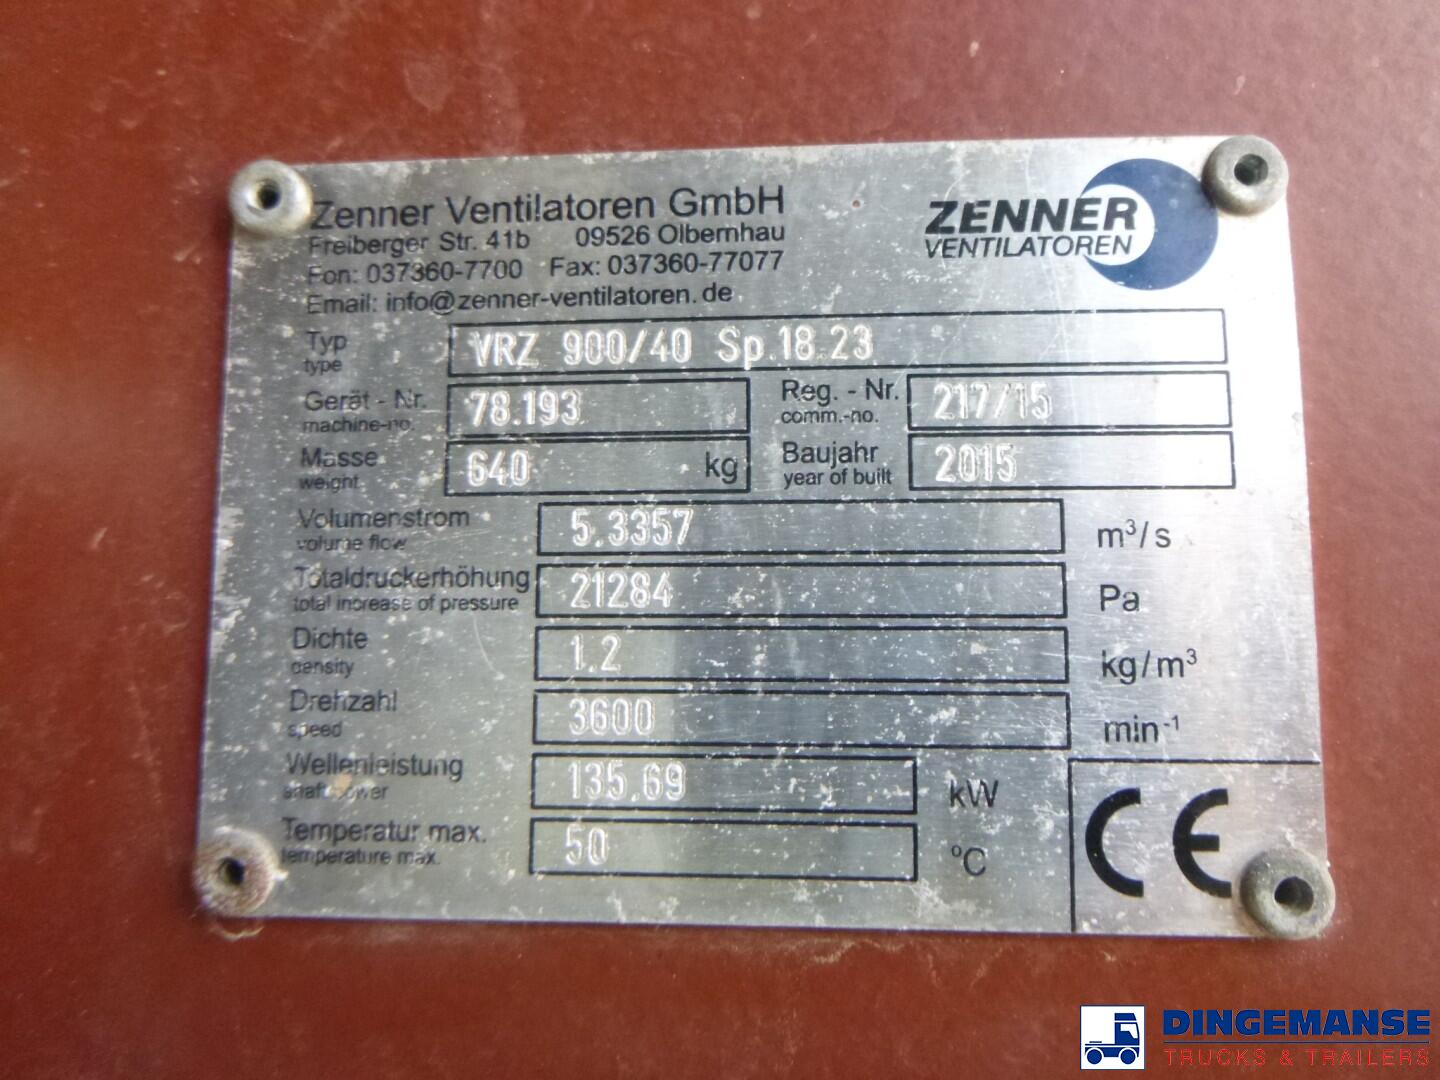 Zenner Ventilatoren GmbH
Freiberger Str. 41b 09526 Olbernhau
Fon: 037360-7700 Fax: 037360-77077
Email: info@zenner-ventilatoren.de
ZENNER
VENTILATOREN
Typ VRZ 900/40 Sp.18.23
type
Gerät - Nr. 78.193 Reg. - Nr. 217/15
machine-no. comm.-no.
Masse 640 kg Baujahr 2015
weight year of built
Volumenstrom 5.3357 m³/s
volume flow
Totaldruckerhöhung 21284 Pa
total increase of pressure
Dichte 1.2 kg/m³
density
Drehzahl 3600 min⁻¹
speed
Wellenleistung 135.69 kW
shaft power
Temperatur max. 50 °C
temperature max.
CE
DINGEMANSE
TRUCKS & TRAILERS